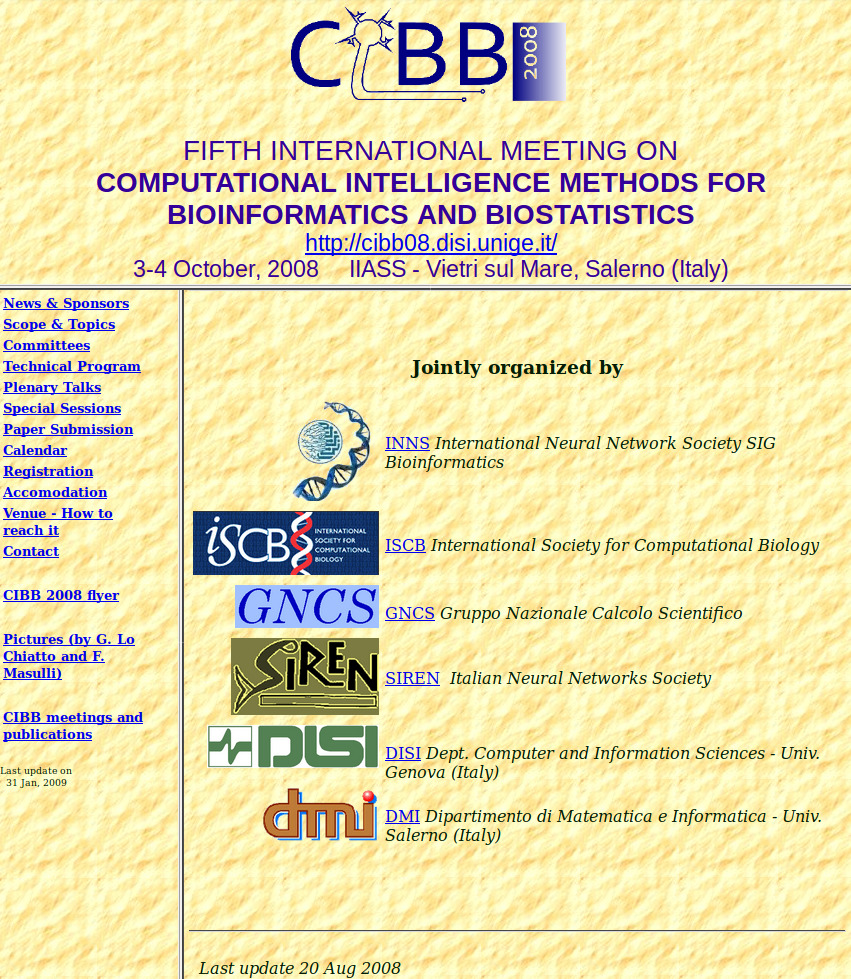 CIBB 2008
FIFTH INTERNATIONAL MEETING ON
COMPUTATIONAL INTELLIGENCE METHODS FOR
BIOINFORMATICS AND BIOSTATISTICS
http://cibb08.disi.unige.it/
3-4 October, 2008 IIASS - Vietri sul Mare, Salerno (Italy)
News & Sponsors
Scope & Topics
Committees
Technical Program
Plenary Talks
Special Sessions
Paper Submission
Calendar
Registration
Accomodation
Venue - How to
reach it
Contact
CIBB 2008 flyer
Pictures (by G. Lo
Chiatto and F.
Masulli)
CIBB meetings and
publications
Last update on
31 Jan, 2009
Jointly organized by
INNS International Neural Network Society SIG
Bioinformatics
iSCB INTERNATIONAL
SOCIETY FOR
COMPUTATIONAL
BIOLOGY
ISCB International Society for Computational Biology
GNCS
GNCS Gruppo Nazionale Calcolo Scientifico
SIREN
SIREN Italian Neural Networks Society
DISI
DISI Dept. Computer and Information Sciences - Univ.
Genova (Italy)
dmi
DMI Dipartimento di Matematica e Informatica - Univ.
Salerno (Italy)
Last update 20 Aug 2008